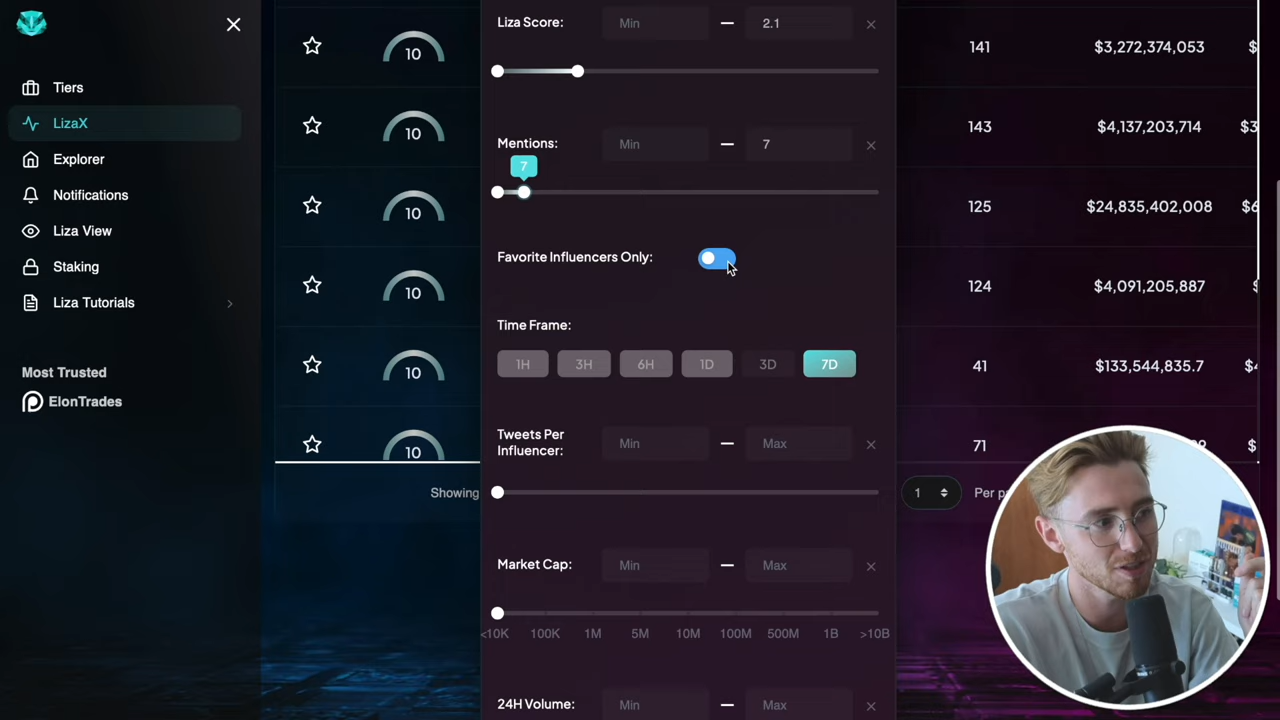 Tiers
LizaX
Explorer
Notifications
Liza View
Staking
Liza Tutorials
Most Trusted
ElonTrades
10
10
10
10
10
10
Showing
Liza Score: Min — 2.1
Mentions: Min — 7
7
Favorite Influencers Only:
Time Frame:
1H 3H 6H 1D 3D 7D
Tweets Per
Influencer: Min — Max
Market Cap: Min — Max
<10K 100K 1M 5M 10M 100M 500M 1B >10B
24H Volume: Min — Max
141 $3,272,374,053 $
143 $4,137,203,714 $3
125 $24,835,402,008 $6
124 $4,091,205,887 $
41 $133,544,835.7 $4
71 $
1 Per p